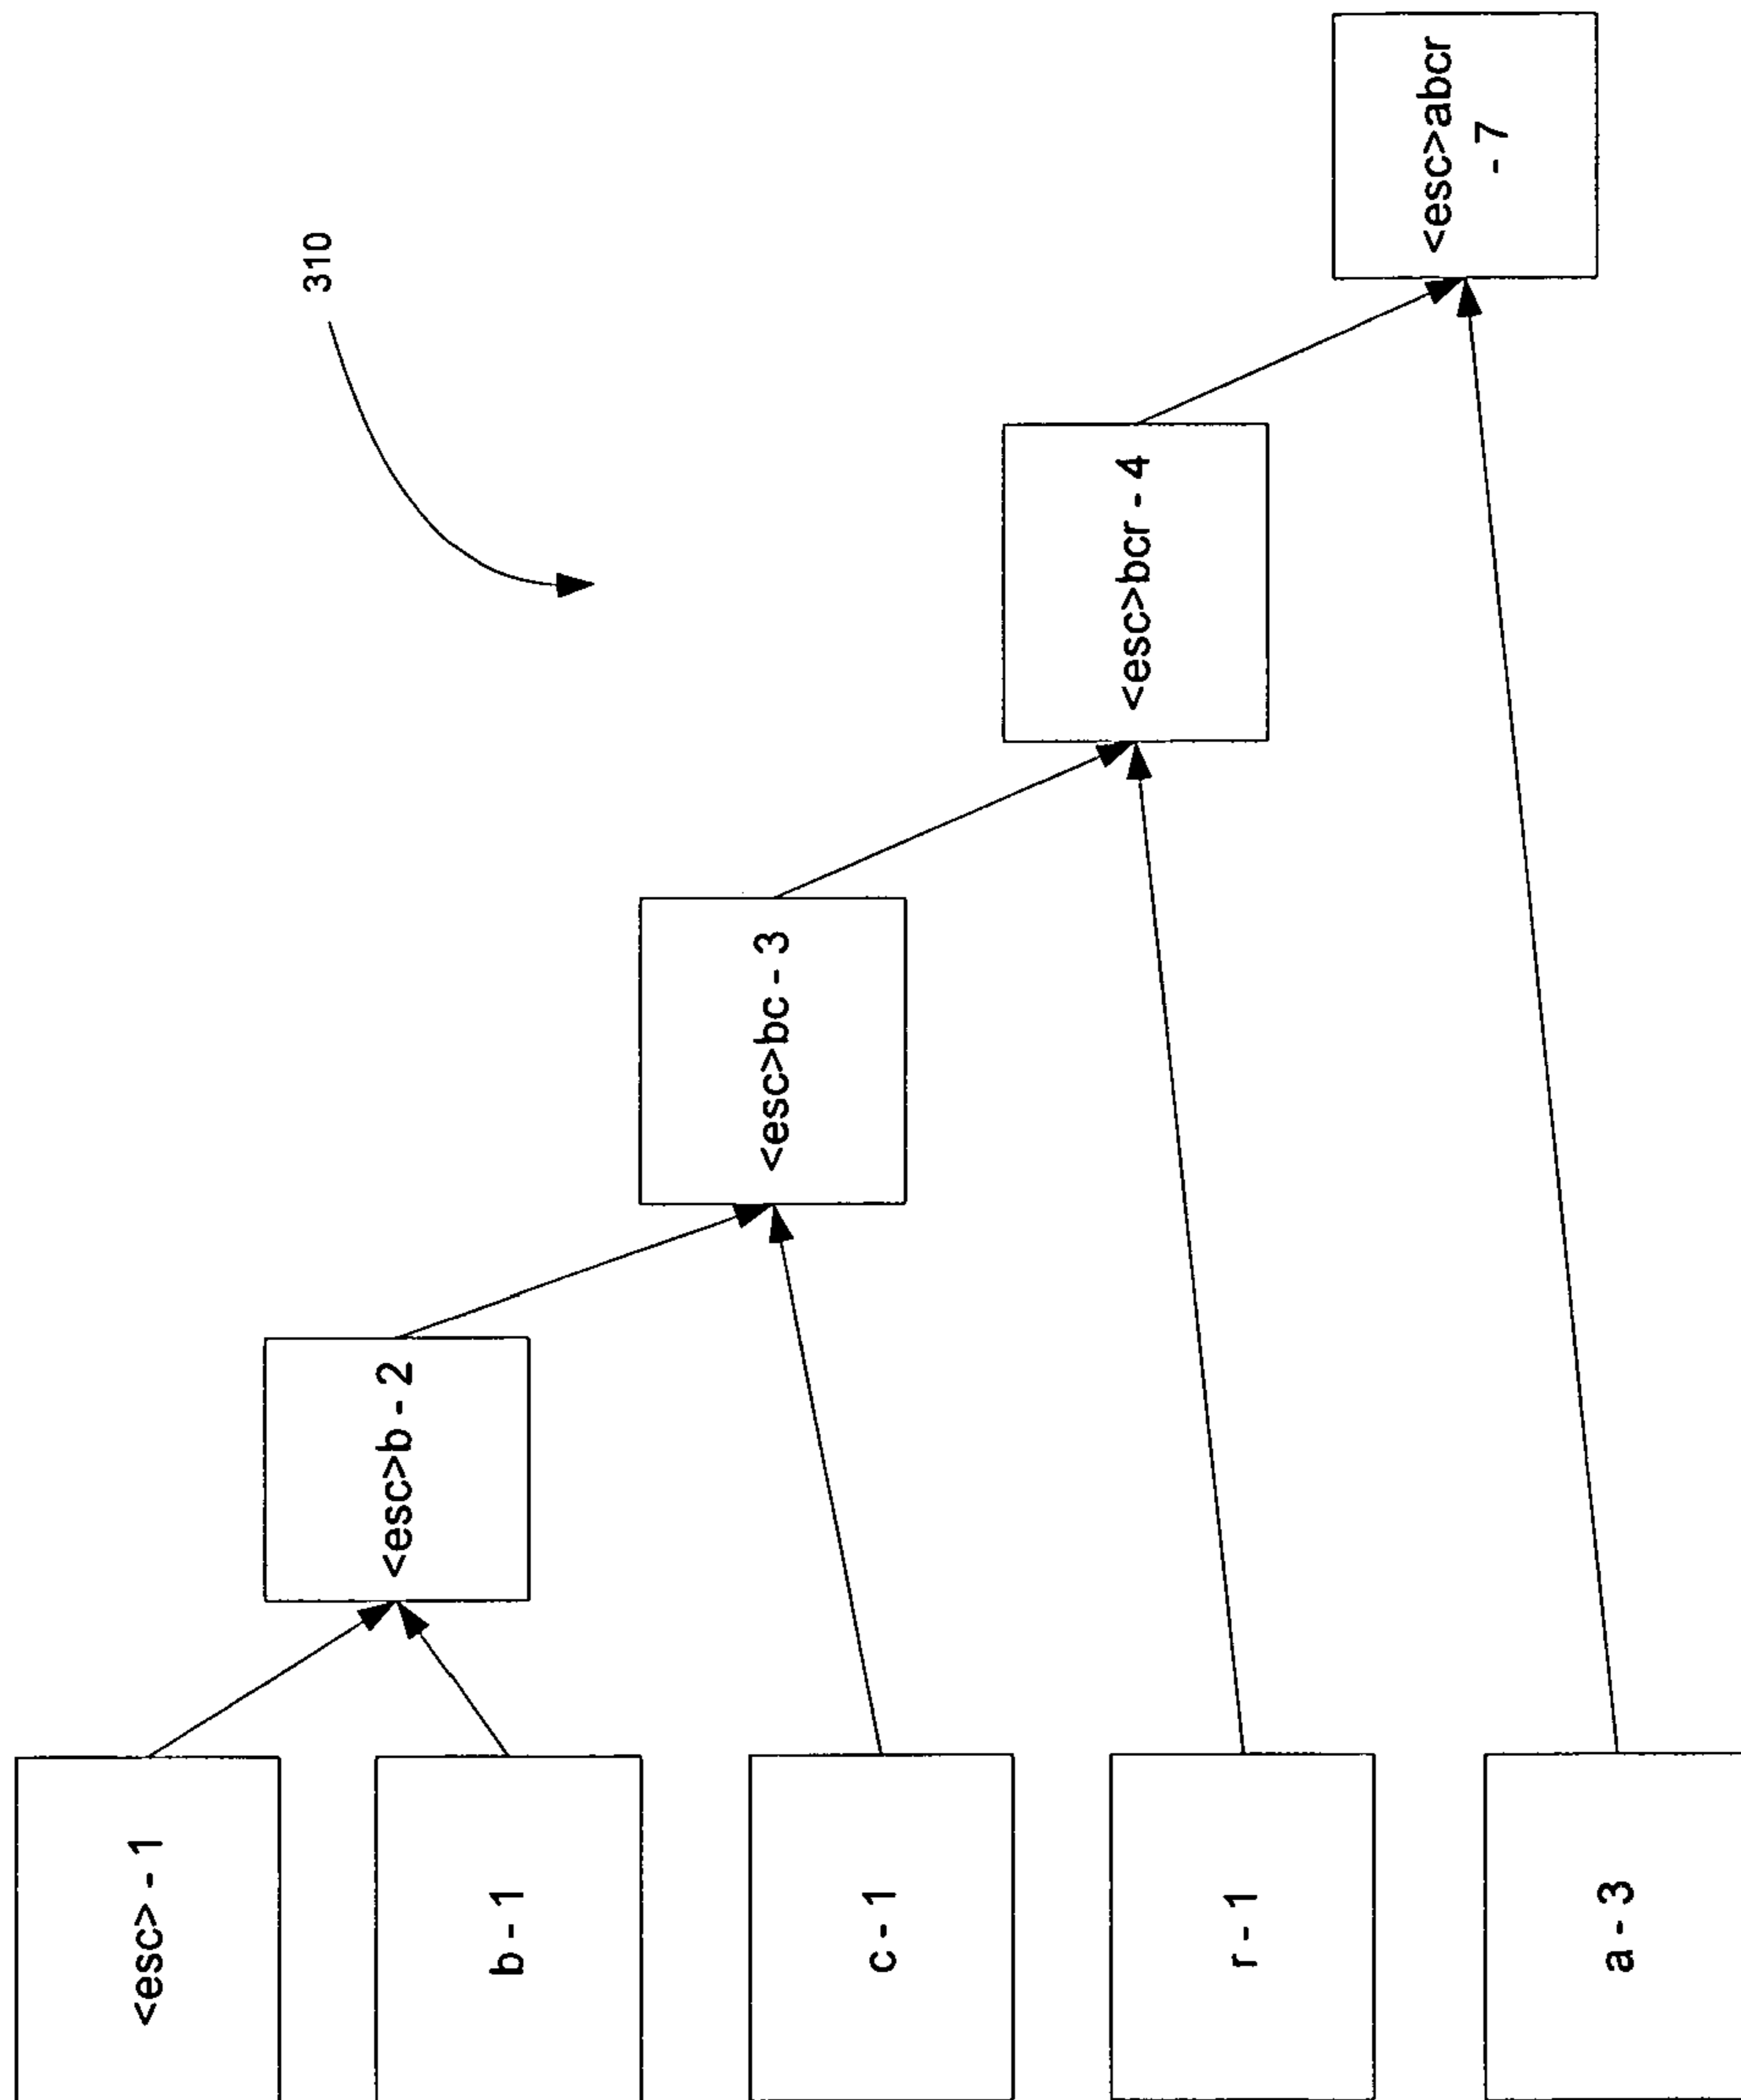 310
<esc> - 1
b - 1
c - 1
r - 1
a - 3
<esc>b - 2
<esc>bc - 3
<esc>bcr - 4
<esc>abcr
- 7